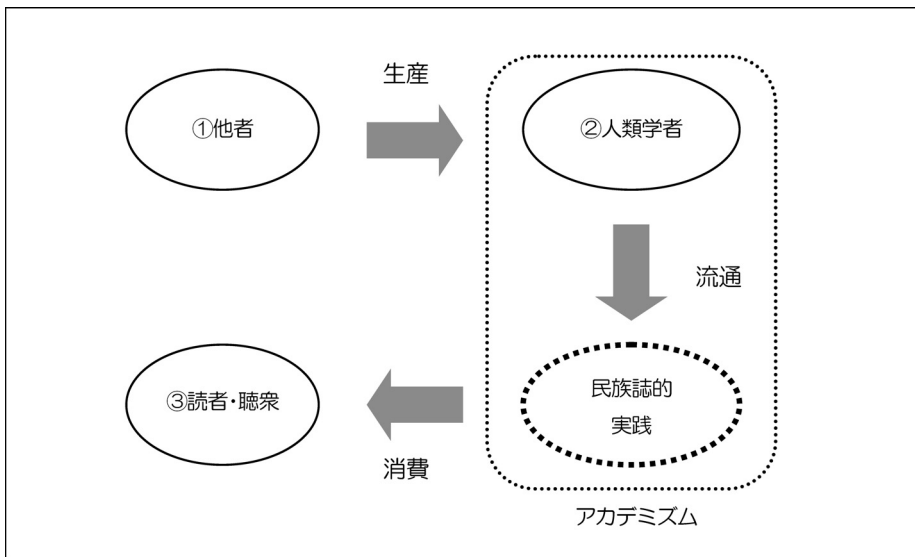 生産
①他者
②人類学者
流通
民族誌的
実践
③読者・聴衆
消費
アカデミズム